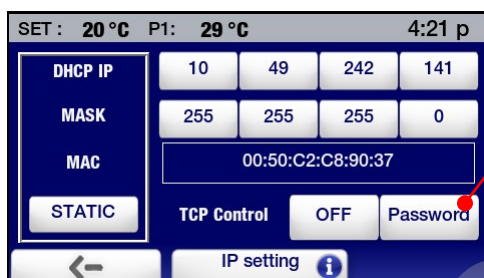 SET : 20 °C P1: 29 °C 4:21 p
DHCP IP 10 49 242 141
MASK 255 255 255 0
MAC 00:50:C2:C8:90:37
STATIC TCP Control OFF Password
IP setting i